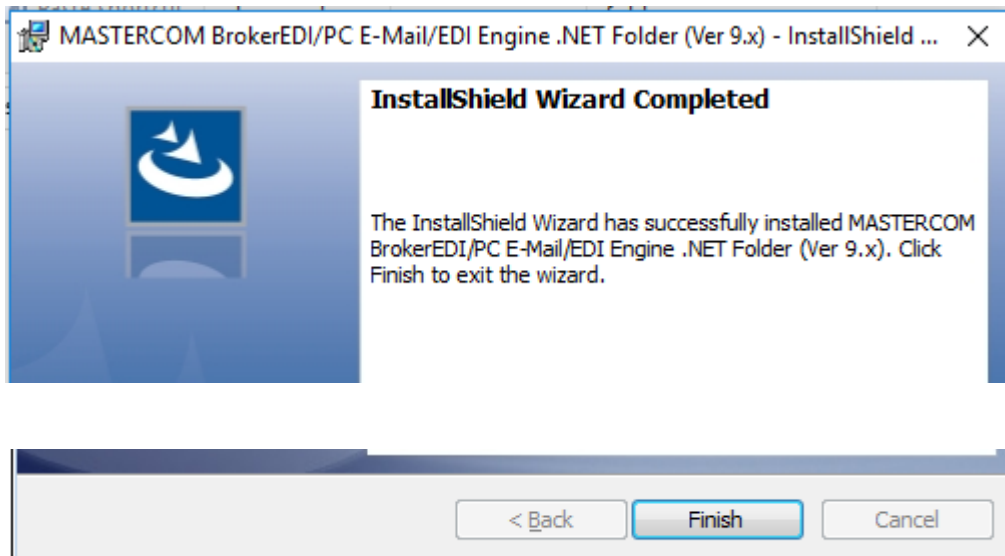 MASTERCOM BrokerEDI/PC E-Mail/EDI Engine .NET Folder (Ver 9.x) - InstallShield ...
InstallShield Wizard Completed
The InstallShield Wizard has successfully installed MASTERCOM
BrokerEDI/PC E-Mail/EDI Engine .NET Folder (Ver 9.x). Click
Finish to exit the wizard.
< Back
Finish
Cancel